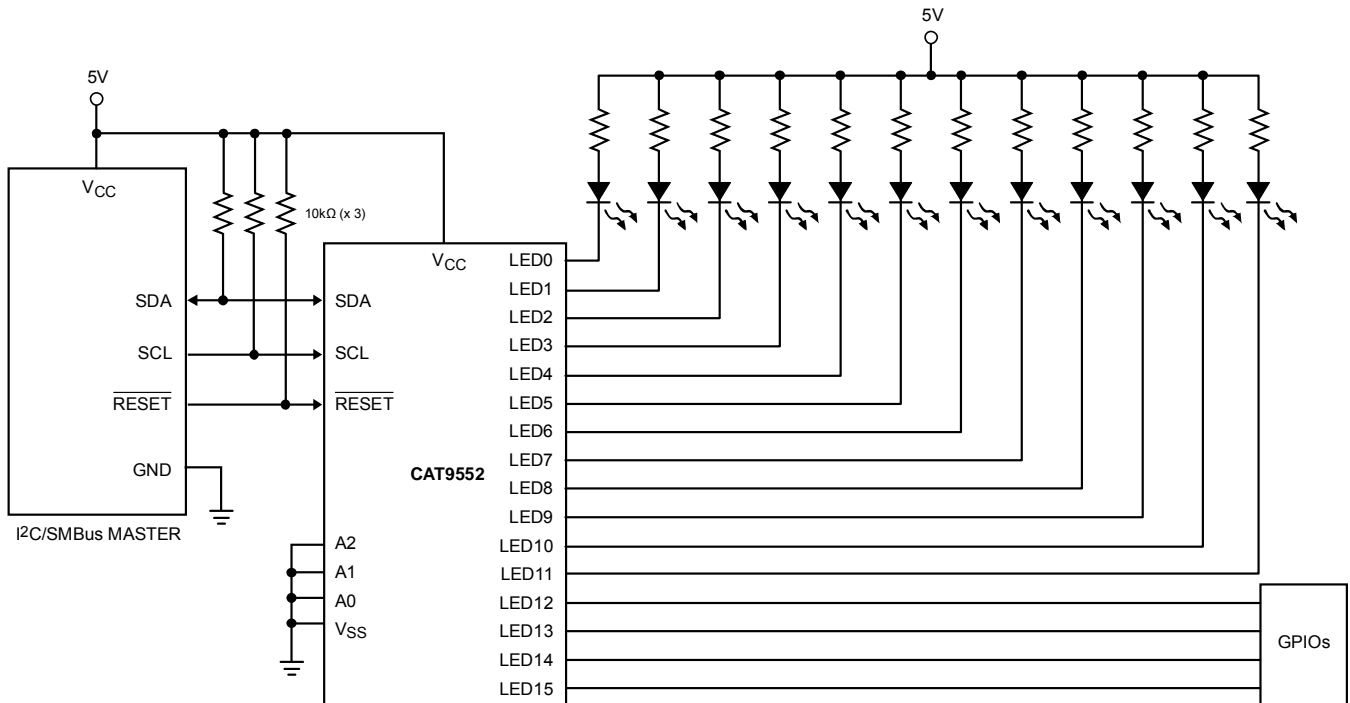 5V
5V
VCC
10kΩ (x 3)
SDA
SCL
RESET
GND
I2C/SMBus MASTER
VCC
SDA
SCL
RESET
CAT9552
A2
A1
A0
VSS
LED0
LED1
LED2
LED3
LED4
LED5
LED6
LED7
LED8
LED9
LED10
LED11
LED12
LED13
LED14
LED15
GPIOs